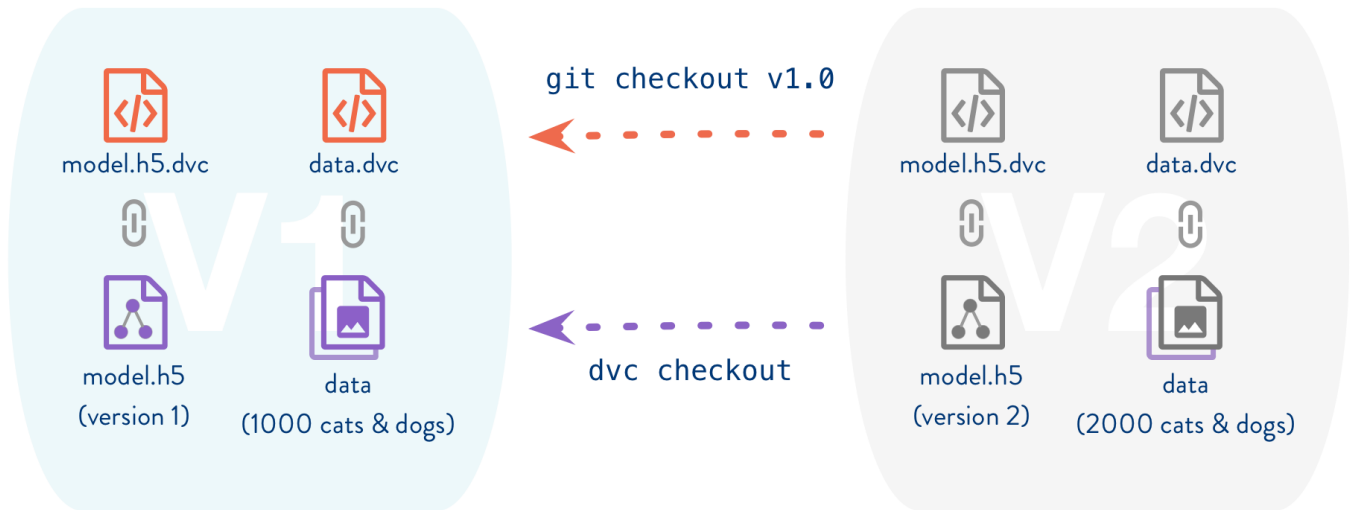 V1
model.h5.dvc
data.dvc
model.h5
(version 1)
data
(1000 cats & dogs)
git checkout v1.0
dvc checkout
V2
model.h5.dvc
data.dvc
model.h5
(version 2)
data
(2000 cats & dogs)